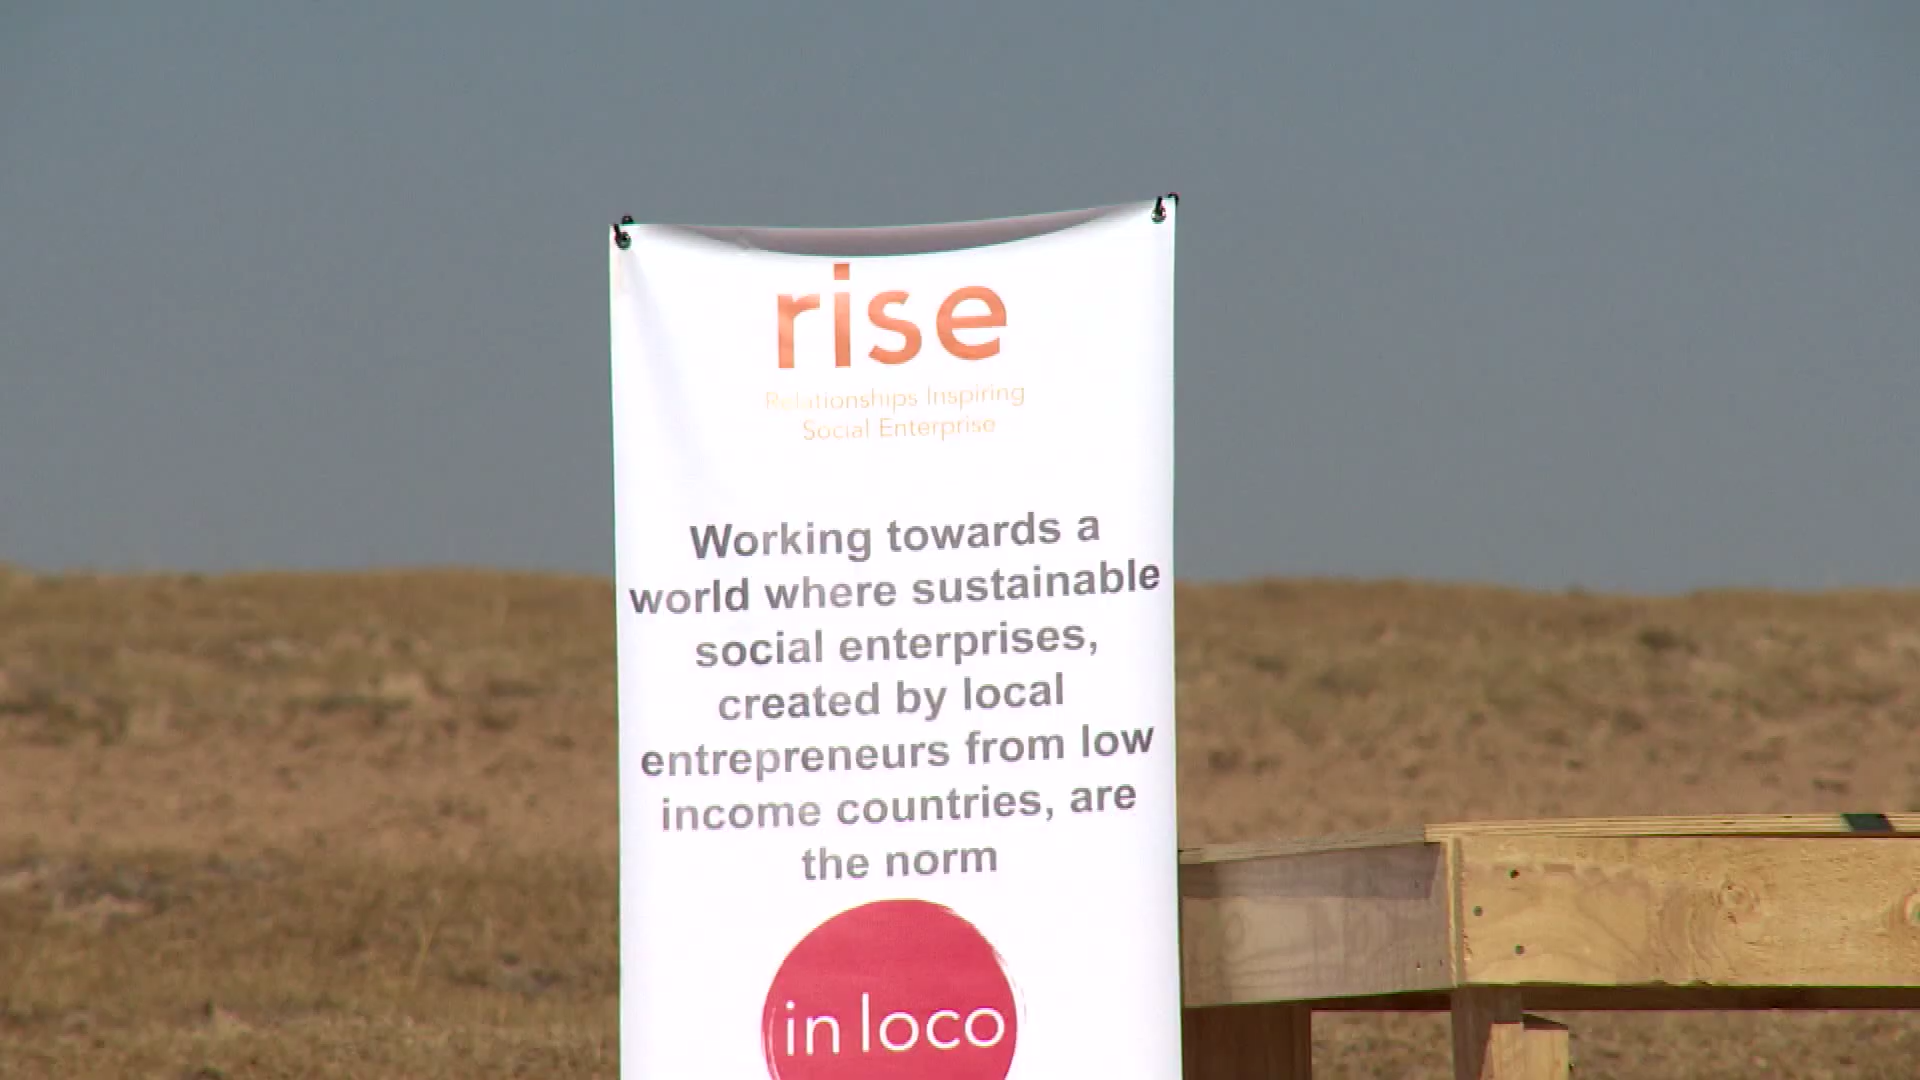 rise
Relationships Inspiring
Social Enterprise
Working towards a
world where sustainable
social enterprises,
created by local
entrepreneurs from low
income countries, are
the norm
in loco